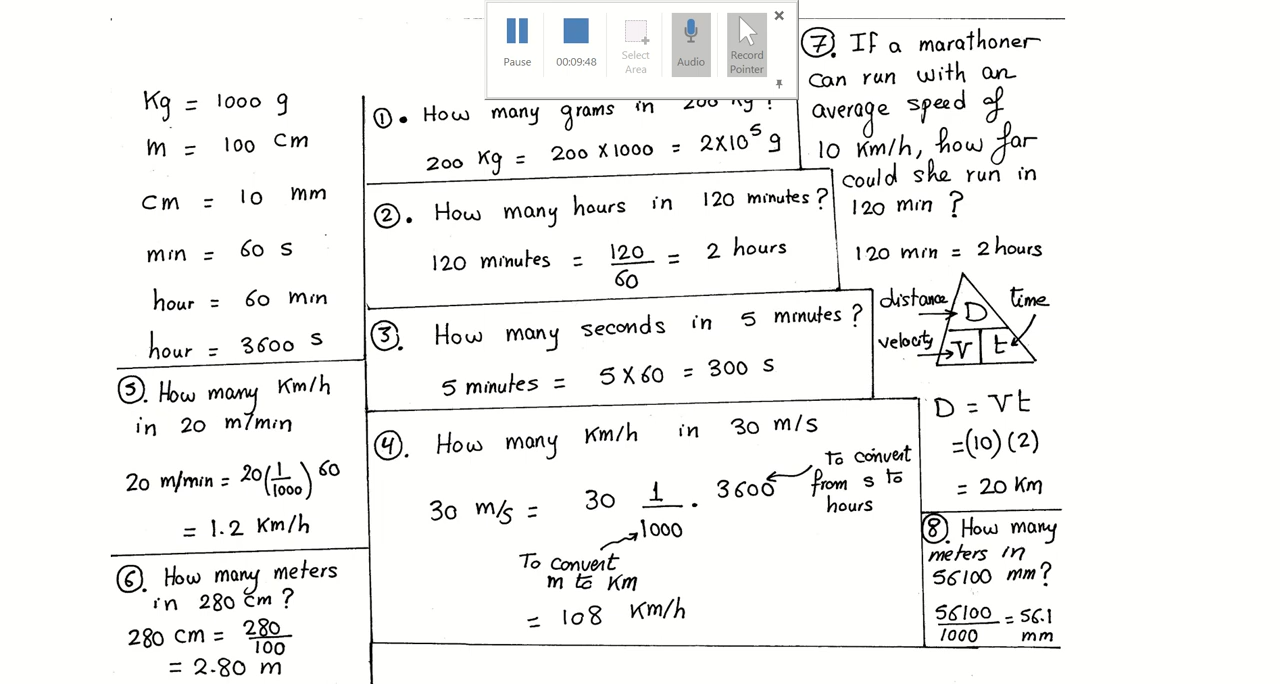 Pause
00:09:48
Select
Area
Audio
Record
Pointer
Kg = 1000 g
m = 100 cm
cm = 10 mm
min = 60 s
hour = 60 min
hour = 3600 s
①. How many grams in 200 Kg ?
200 Kg = 200 X 1000 = 2X10⁵ g
②. How many hours in 120 minutes ?
120 minutes = 120/60 = 2 hours
③. How many seconds in 5 minutes ?
5 minutes = 5 X 60 = 300 s
④. How many Km/h in 30 m/s
30 m/s = 30 1/1000 . 3600
To convert
from s to
hours
To convert
m to Km
= 108 Km/h
⑤. How many Km/h
in 20 m/min
20 m/min = 20(1/1000) 60
= 1.2 Km/h
⑥. How many meters
in 280 cm ?
280 cm = 280/100
= 2.80 m
⑦. If a marathoner
can run with an
average speed of
10 Km/h, how far
could she run in
120 min ?
120 min = 2 hours
distance
D
time
velocity
V t
D = Vt
= (10) (2)
= 20 Km
⑧. How many
meters in
56100 mm?
56100/1000 = 56.1
mm